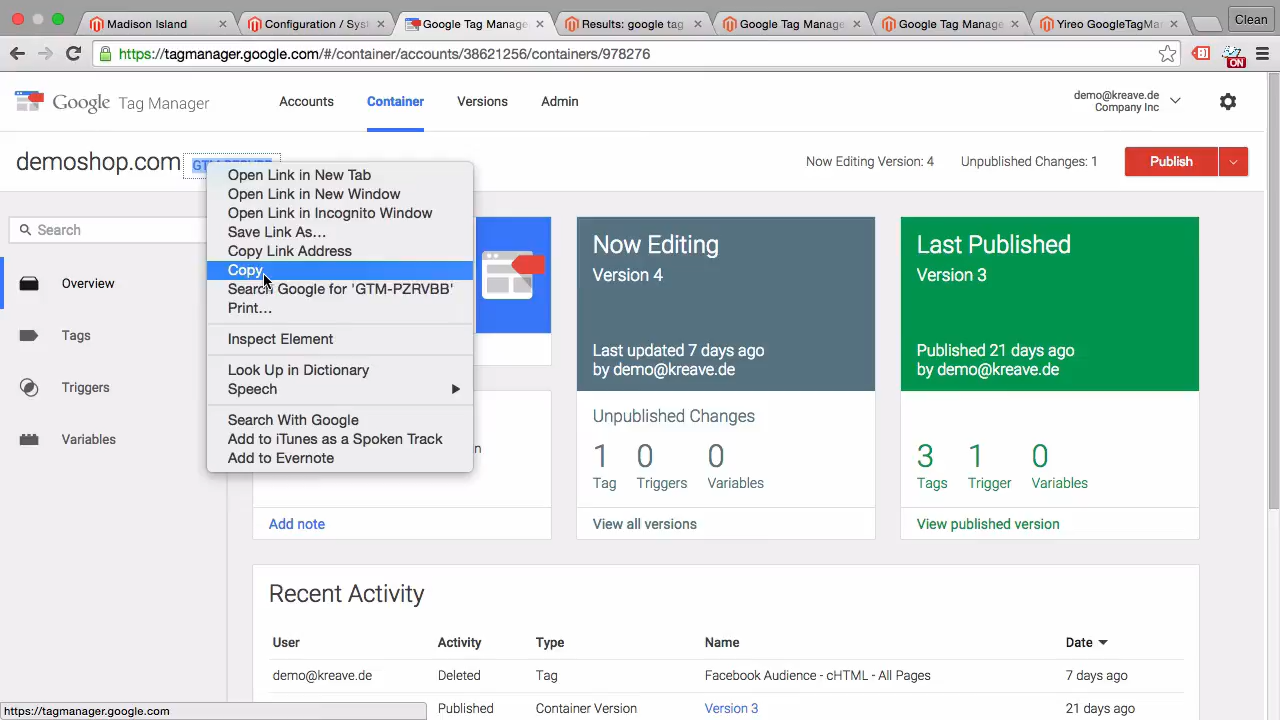 Madison Island
Configuration / Syst
Google Tag Manage
Results: google tag
Google Tag Manage
Google Tag Manage
Yireo GoogleTagMa
Clean
https://tagmanager.google.com/#/container/accounts/38621256/containers/978276
ON
Google Tag Manager
Accounts
Container
Versions
Admin
demo@kreave.de
Company Inc
demoshop.com
Now Editing Version: 4
Unpublished Changes: 1
Publish
Search
Overview
Tags
Triggers
Variables
Open Link in New Tab
Open Link in New Window
Open Link in Incognito Window
Save Link As...
Copy Link Address
Copy
Search Google for 'GTM-PZRVBB'
Print...
Inspect Element
Look Up in Dictionary
Speech
Search With Google
Add to iTunes as a Spoken Track
Add to Evernote
Add note
Now Editing
Version 4
Last updated 7 days ago
by demo@kreave.de
Unpublished Changes
1 0 0
Tag Triggers Variables
View all versions
Last Published
Version 3
Published 21 days ago
by demo@kreave.de
3 1 0
Tags Trigger Variables
View published version
Recent Activity
User Activity Type Name Date
demo@kreave.de Deleted Tag Facebook Audience - cHTML - All Pages 7 days ago
Published Container Version Version 3 21 days ago
https://tagmanager.google.com